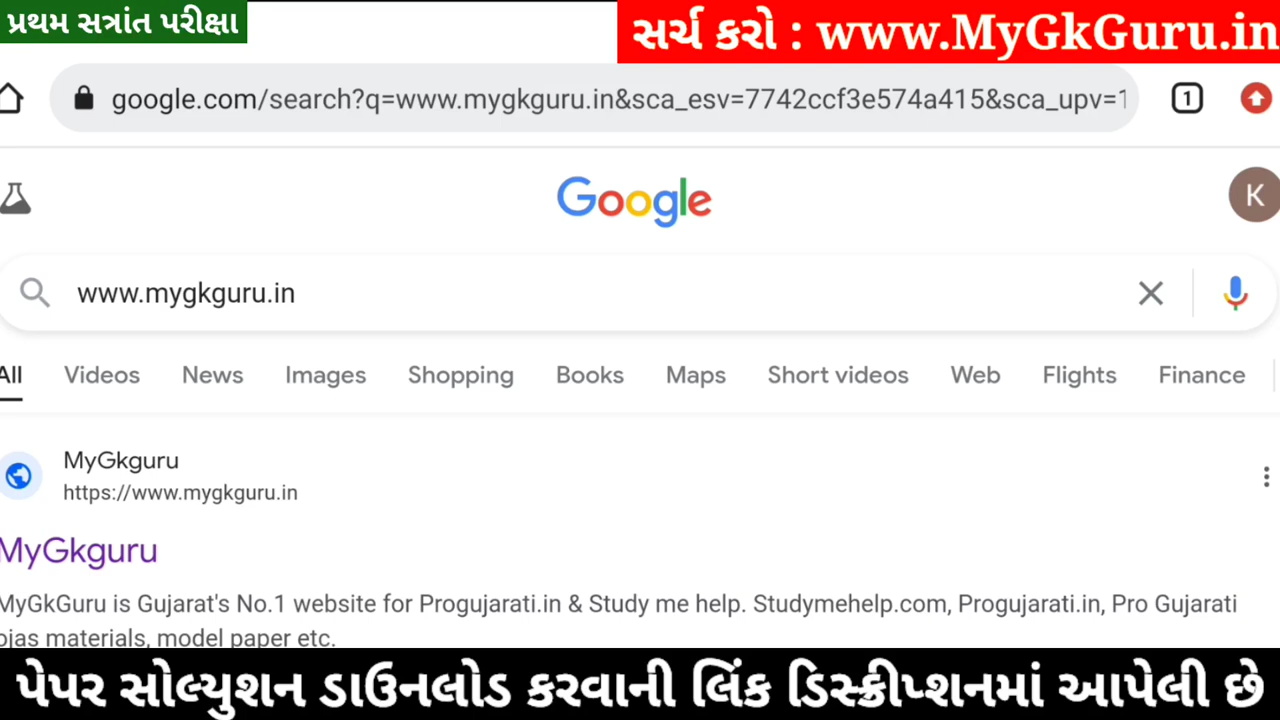 પ્રથમ સત્રાંત પરીક્ષા
સર્ચ કરો : www.MyGkGuru.in
google.com/search?q=www.mygkguru.in&sca_esv=7742ccf3e574a415&sca_upv=1
1
Google
K
www.mygkguru.in
All Videos News Images Shopping Books Maps Short videos Web Flights Finance
MyGkguru
https://www.mygkguru.in
MyGkguru
MyGkGuru is Gujarat's No.1 website for Progujarati.in & Study me help. Studymehelp.com, Progujarati.in, Pro Gujarati
ojas materials, model paper etc.
પેપર સોલ્યુશન ડાઉનલોડ કરવાની લિંક ડિસ્ક્રીપ્શનમાં આપેલી છે